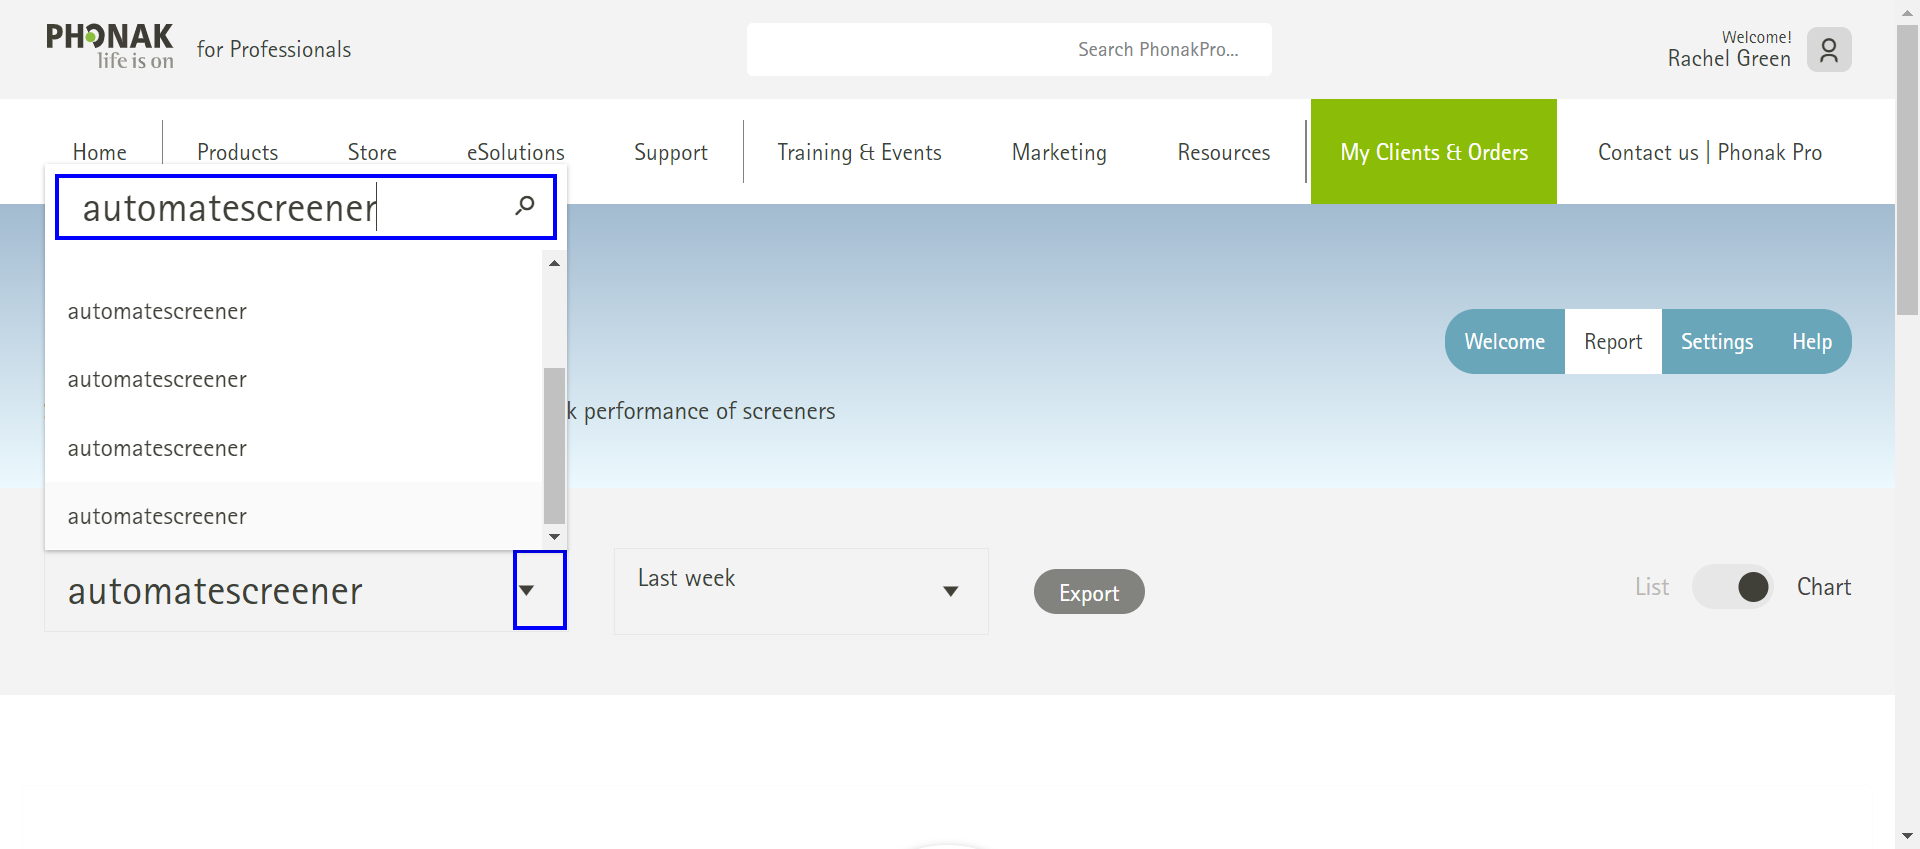 PHONAK
life is on
for Professionals
Search PhonakPro...
Welcome!
Rachel Green
Home
Products
Store
eSolutions
Support
Training & Events
Marketing
Resources
My Clients & Orders
Contact us | Phonak Pro
automatescreener
automatescreener
automatescreener
automatescreener
automatescreener
Welcome
Report
Settings
Help
k performance of screeners
automatescreener
Last week
Export
List
Chart